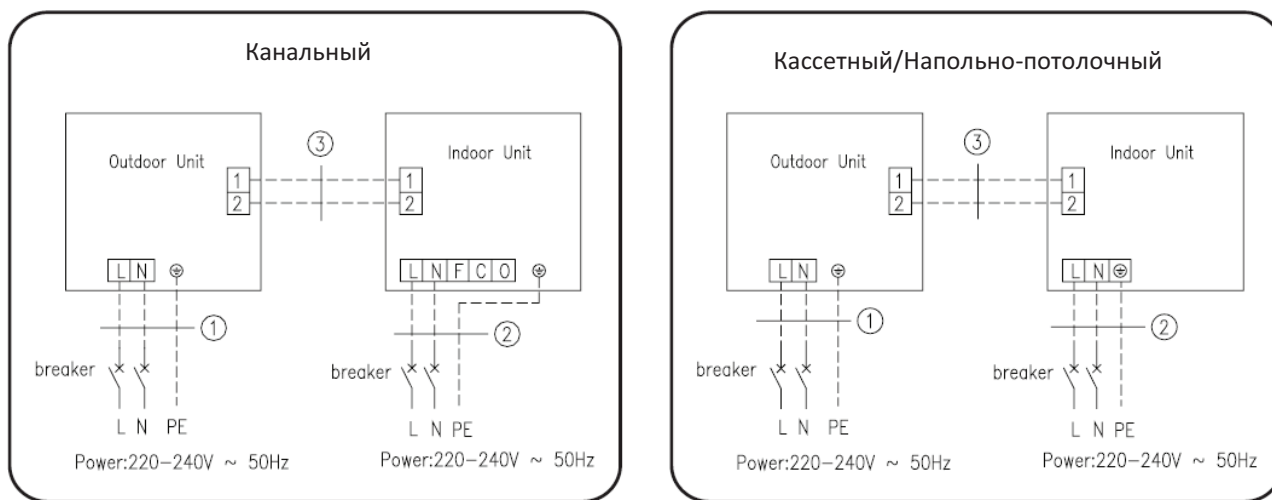 Канальный
Outdoor Unit
1
2
③
Indoor Unit
1
2
L N
L N F C O
①
②
breaker
breaker
L N PE
L N PE
Power:220-240V ~ 50Hz
Power:220-240V ~ 50Hz
Кассетный/Напольно-потолочный
Outdoor Unit
1
2
③
Indoor Unit
1
2
L N
L N
①
②
breaker
breaker
L N PE
L N PE
Power:220-240V ~ 50Hz
Power:220-240V ~ 50Hz